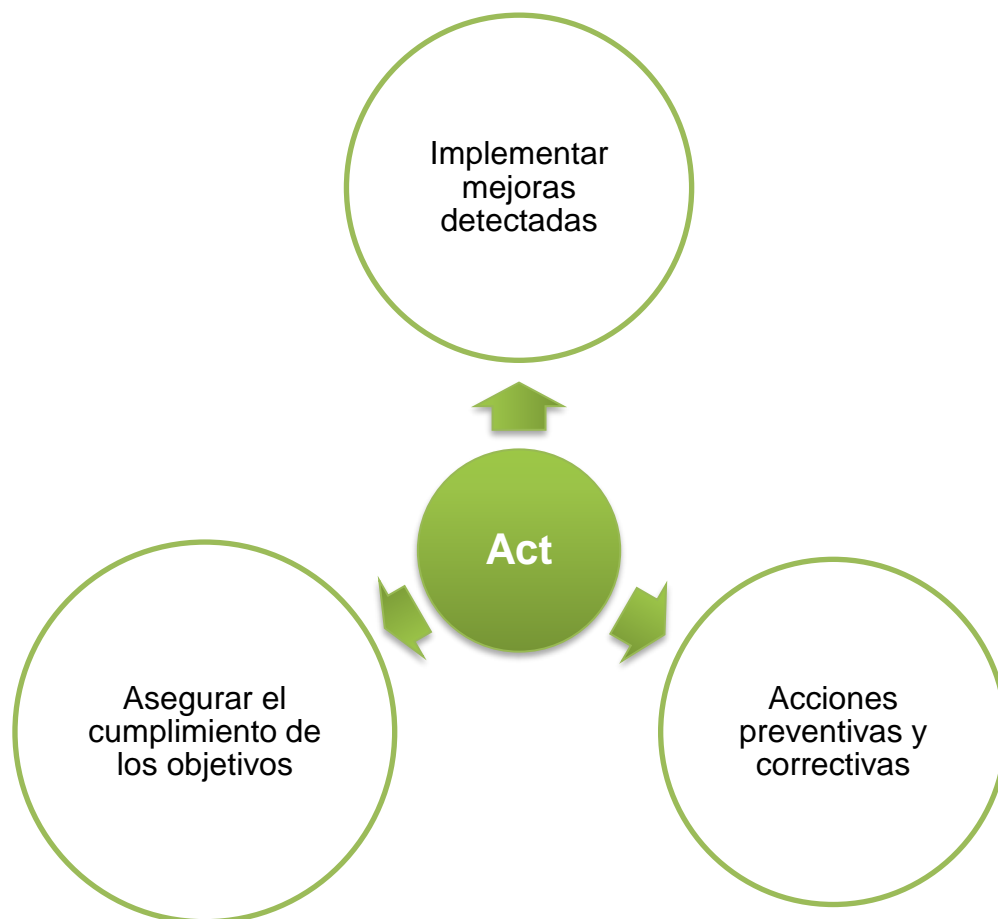 Implementar
mejoras
detectadas
Act
Asegurar el
cumplimiento de
los objetivos
Acciones
preventivas y
correctivas